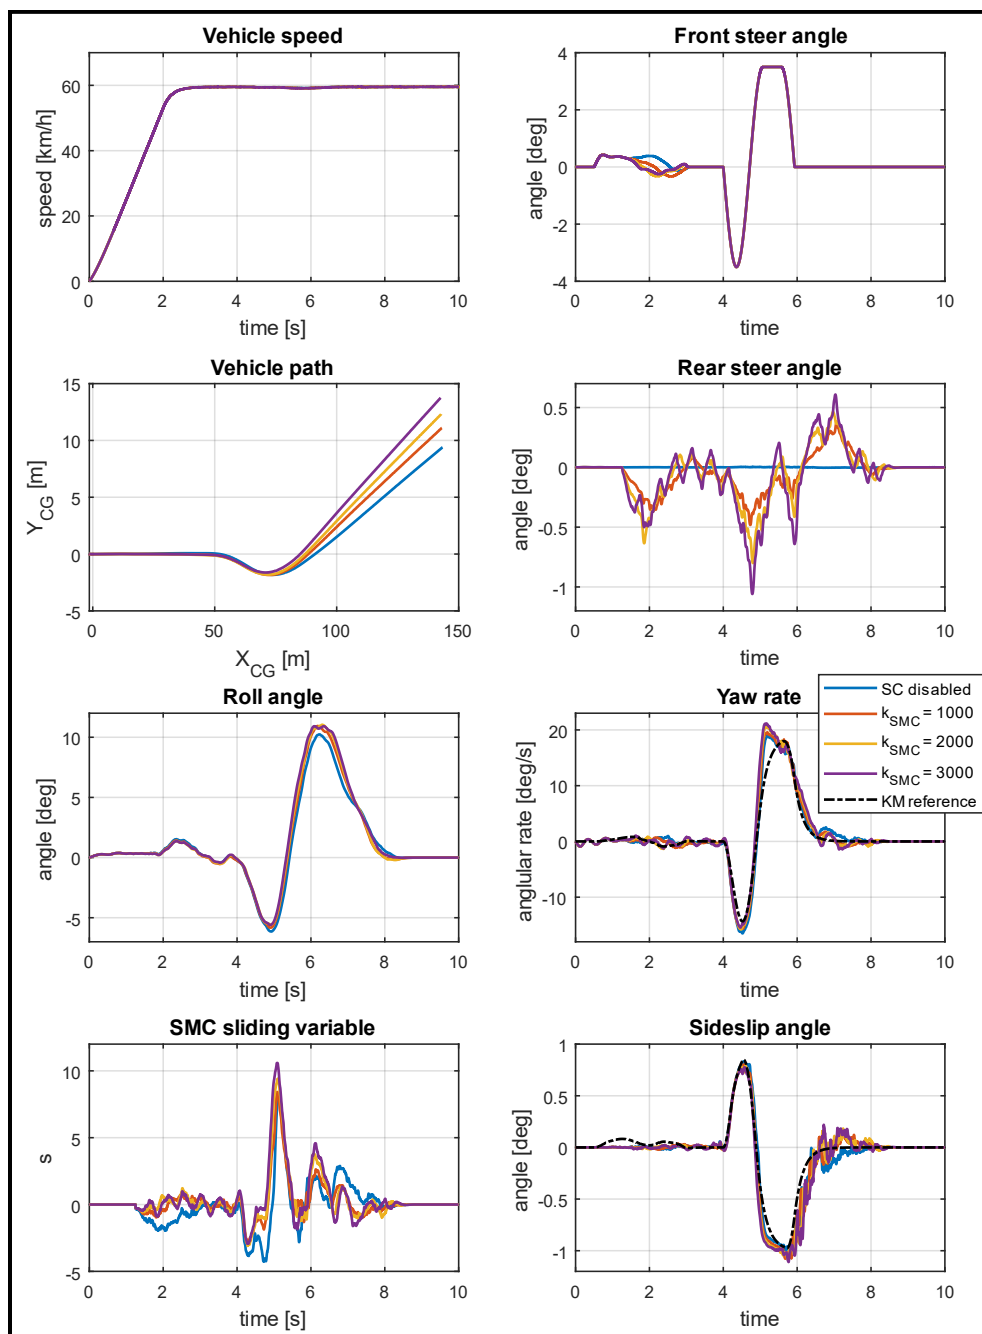 Vehicle speed
60
40
20
0
speed [km/h]
0 2 4 6 8 10
time [s]
Front steer angle
4
2
0
-2
-4
angle [deg]
0 2 4 6 8 10
time
Vehicle path
15
10
5
0
-5
Y_CG [m]
0 50 100 150
X_CG [m]
Rear steer angle
0.5
0
-0.5
-1
angle [deg]
0 2 4 6 8 10
time
Roll angle
10
5
0
-5
angle [deg]
0 2 4 6 8 10
time [s]
Yaw rate
20
10
0
-10
anglular rate [deg/s]
0 2 4 6 8 10
time
SC disabled
k_SMC = 1000
k_SMC = 2000
k_SMC = 3000
KM reference
SMC sliding variable
10
5
0
-5
s
0 2 4 6 8 10
time [s]
Sideslip angle
1
0.5
0
-0.5
-1
angle [deg]
0 2 4 6 8 10
time